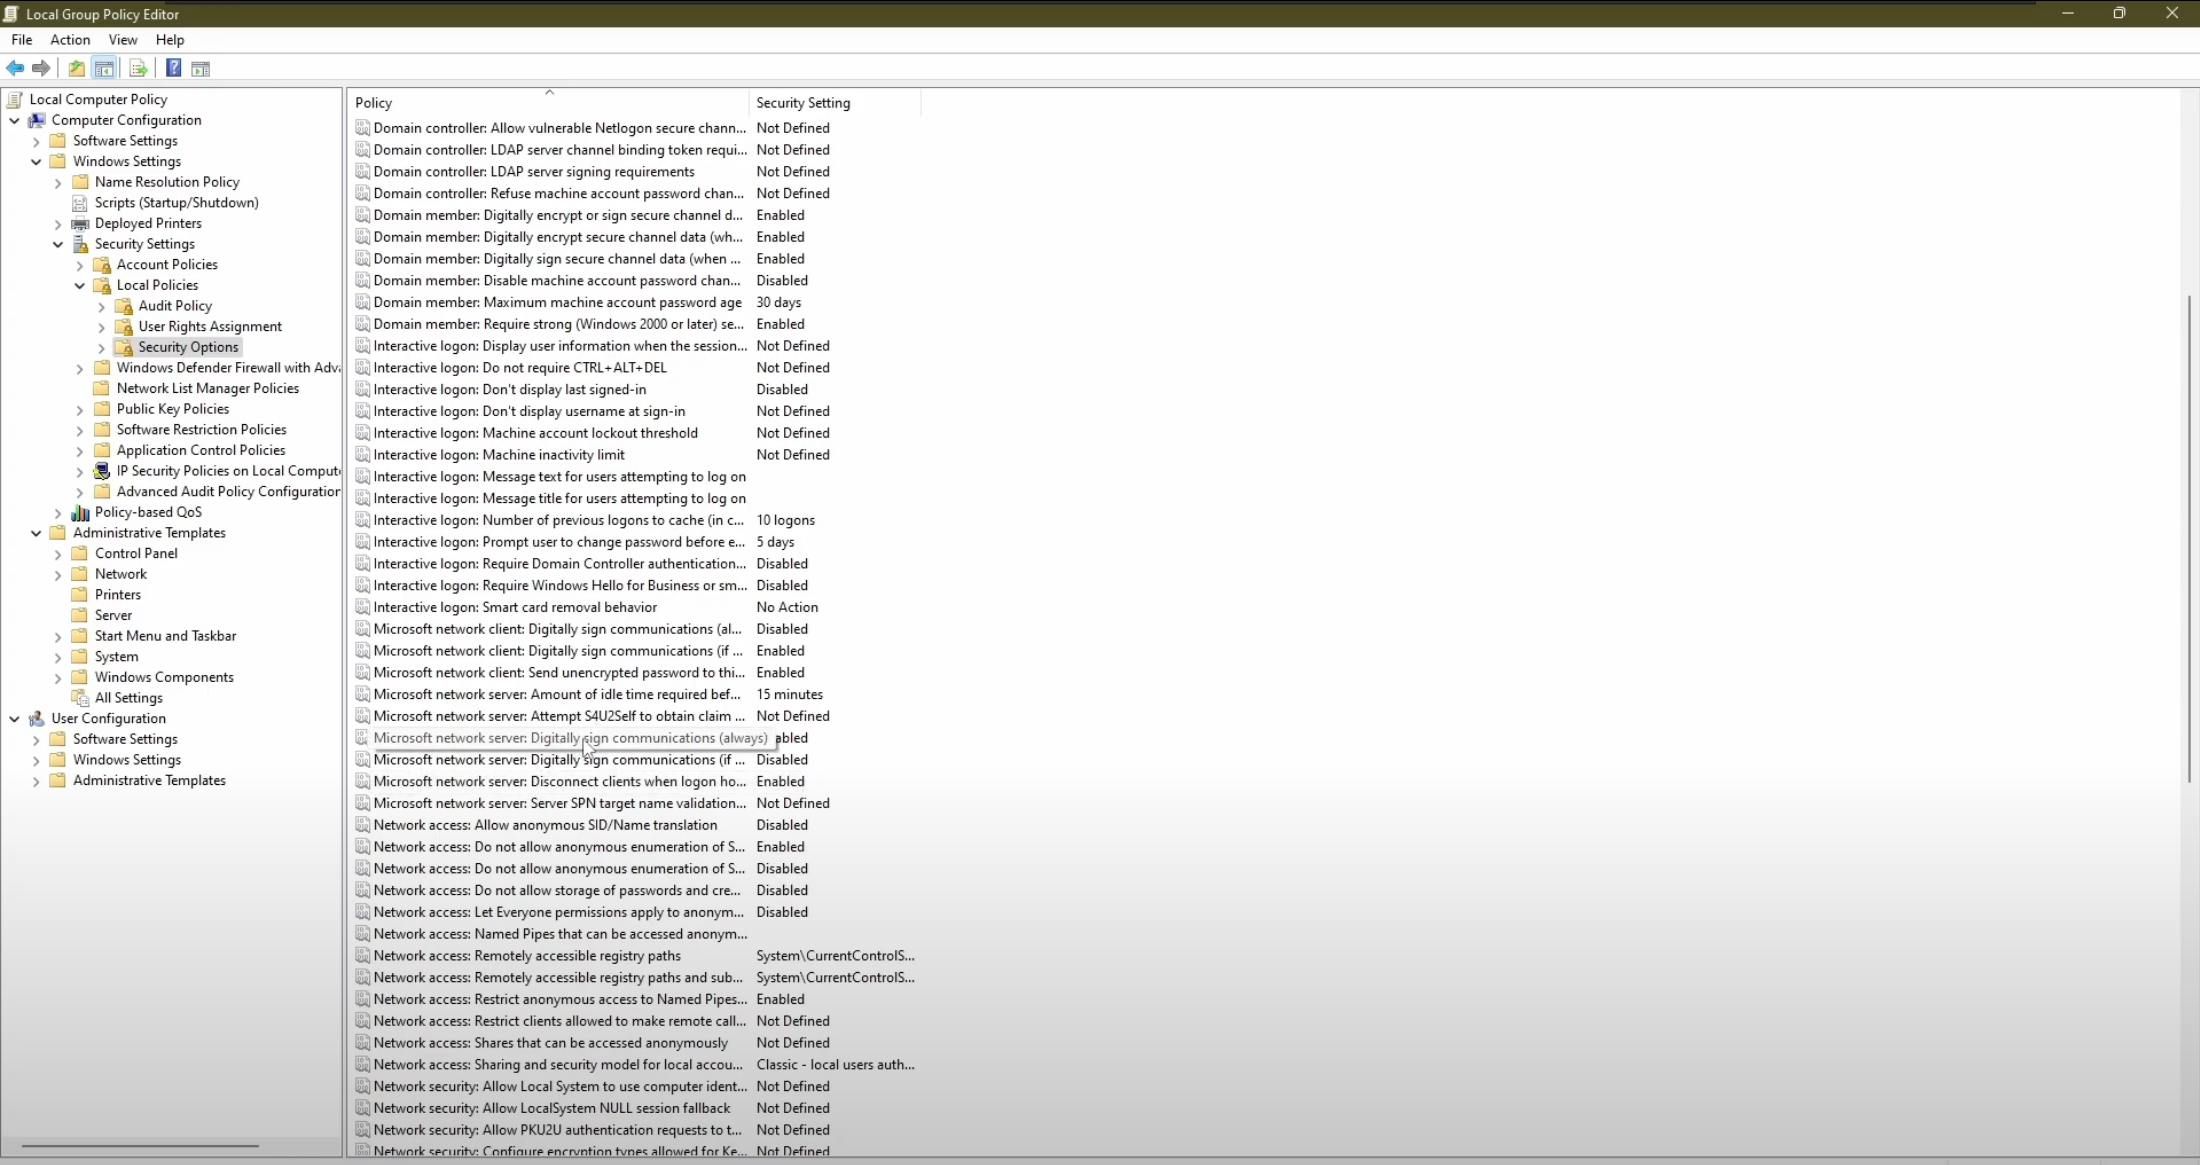 Local Group Policy Editor
File Action View Help
Local Computer Policy
Computer Configuration
Software Settings
Windows Settings
Name Resolution Policy
Scripts (Startup/Shutdown)
Deployed Printers
Security Settings
Account Policies
Local Policies
Audit Policy
User Rights Assignment
Security Options
Windows Defender Firewall with Adva
Network List Manager Policies
Public Key Policies
Software Restriction Policies
Application Control Policies
IP Security Policies on Local Compute
Advanced Audit Policy Configuration
Policy-based QoS
Administrative Templates
Control Panel
Network
Printers
Server
Start Menu and Taskbar
System
Windows Components
All Settings
User Configuration
Software Settings
Windows Settings
Administrative Templates
Policy Security Setting
Domain controller: Allow vulnerable Netlogon secure chann... Not Defined
Domain controller: LDAP server channel binding token requi... Not Defined
Domain controller: LDAP server signing requirements Not Defined
Domain controller: Refuse machine account password chan... Not Defined
Domain member: Digitally encrypt or sign secure channel d... Enabled
Domain member: Digitally encrypt secure channel data (wh... Enabled
Domain member: Digitally sign secure channel data (when ... Enabled
Domain member: Disable machine account password chan... Disabled
Domain member: Maximum machine account password age 30 days
Domain member: Require strong (Windows 2000 or later) se... Enabled
Interactive logon: Display user information when the session... Not Defined
Interactive logon: Do not require CTRL+ALT+DEL Not Defined
Interactive logon: Don't display last signed-in Disabled
Interactive logon: Don't display username at sign-in Not Defined
Interactive logon: Machine account lockout threshold Not Defined
Interactive logon: Machine inactivity limit Not Defined
Interactive logon: Message text for users attempting to log on
Interactive logon: Message title for users attempting to log on
Interactive logon: Number of previous logons to cache (in c... 10 logons
Interactive logon: Prompt user to change password before e... 5 days
Interactive logon: Require Domain Controller authentication... Disabled
Interactive logon: Require Windows Hello for Business or sm... Disabled
Interactive logon: Smart card removal behavior No Action
Microsoft network client: Digitally sign communications (al... Disabled
Microsoft network client: Digitally sign communications (if ... Enabled
Microsoft network client: Send unencrypted password to thi... Enabled
Microsoft network server: Amount of idle time required bef... 15 minutes
Microsoft network server: Attempt S4U2Self to obtain claim ... Not Defined
Microsoft network server: Digitally sign communications (always) abled
Microsoft network server: Digitally sign communications (if ... Disabled
Microsoft network server: Disconnect clients when logon ho... Enabled
Microsoft network server: Server SPN target name validation... Not Defined
Network access: Allow anonymous SID/Name translation Disabled
Network access: Do not allow anonymous enumeration of S... Enabled
Network access: Do not allow anonymous enumeration of S... Disabled
Network access: Do not allow storage of passwords and cre... Disabled
Network access: Let Everyone permissions apply to anonym... Disabled
Network access: Named Pipes that can be accessed anonym...
Network access: Remotely accessible registry paths System\CurrentControlS...
Network access: Remotely accessible registry paths and sub... System\CurrentControlS...
Network access: Restrict anonymous access to Named Pipes... Enabled
Network access: Restrict clients allowed to make remote call... Not Defined
Network access: Shares that can be accessed anonymously Not Defined
Network access: Sharing and security model for local accou... Classic - local users auth...
Network security: Allow Local System to use computer ident... Not Defined
Network security: Allow LocalSystem NULL session fallback Not Defined
Network security: Allow PKU2U authentication requests to t... Not Defined
Network security: Configure encryption types allowed for Ke... Not Defined